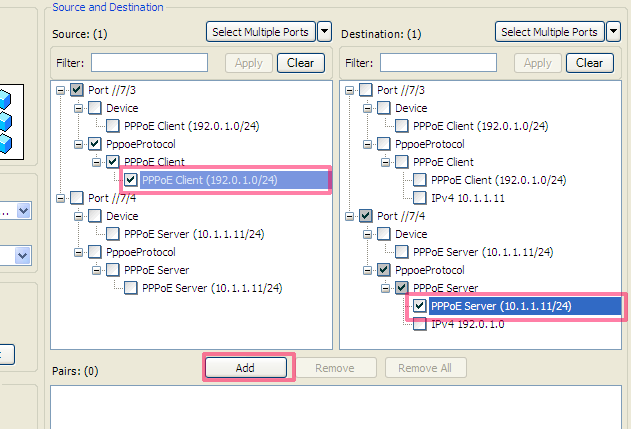 Source and Destination
Source: (1)
Select Multiple Ports
Destination: (1)
Select Multiple Ports
Filter:
Apply
Clear
Filter:
Apply
Clear
Port //7/3
Device
PPPoE Client (192.0.1.0/24)
PppoeProtocol
PPPoE Client
PPPoE Client (192.0.1.0/24)
Port //7/4
Device
PPPoE Server (10.1.1.11/24)
PppoeProtocol
PPPoE Server
PPPoE Server (10.1.1.11/24)
Port //7/3
Device
PPPoE Client (192.0.1.0/24)
PppoeProtocol
PPPoE Client
PPPoE Client (192.0.1.0/24)
IPv4 10.1.1.11
Port //7/4
Device
PPPoE Server (10.1.1.11/24)
PppoeProtocol
PPPoE Server
PPPoE Server (10.1.1.11/24)
IPv4 192.0.1.0
..
Pairs: (0)
Add
Remove
Remove All